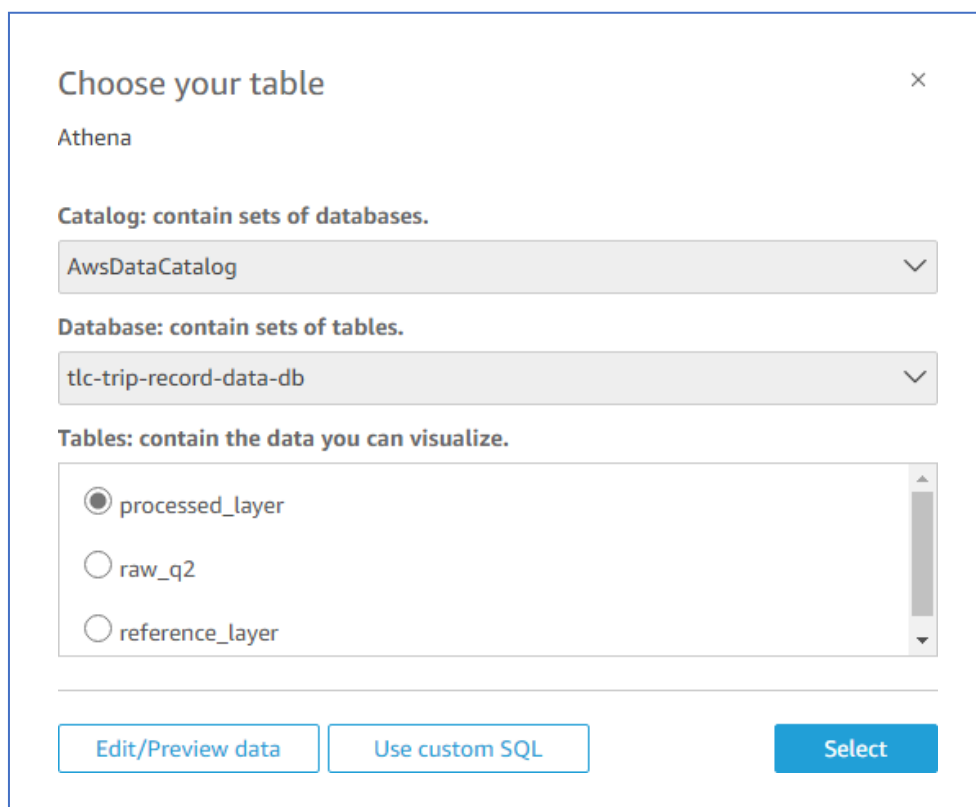 Choose your table
Athena
Catalog: contain sets of databases.
AwsDataCatalog
Database: contain sets of tables.
tlc-trip-record-data-db
Tables: contain the data you can visualize.
processed_layer
raw_q2
reference_layer
Edit/Preview data
Use custom SQL
Select